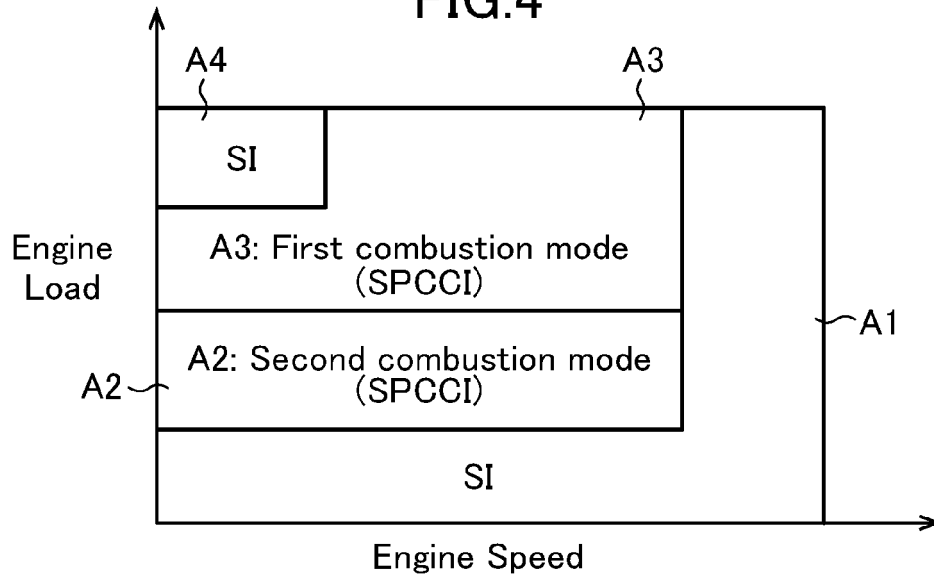 FIG.4
A4
A3
SI
Engine
Load
A3: First combustion mode
(SPCCI)
A1
A2: Second combustion mode
(SPCCI)
A2
SI
Engine Speed